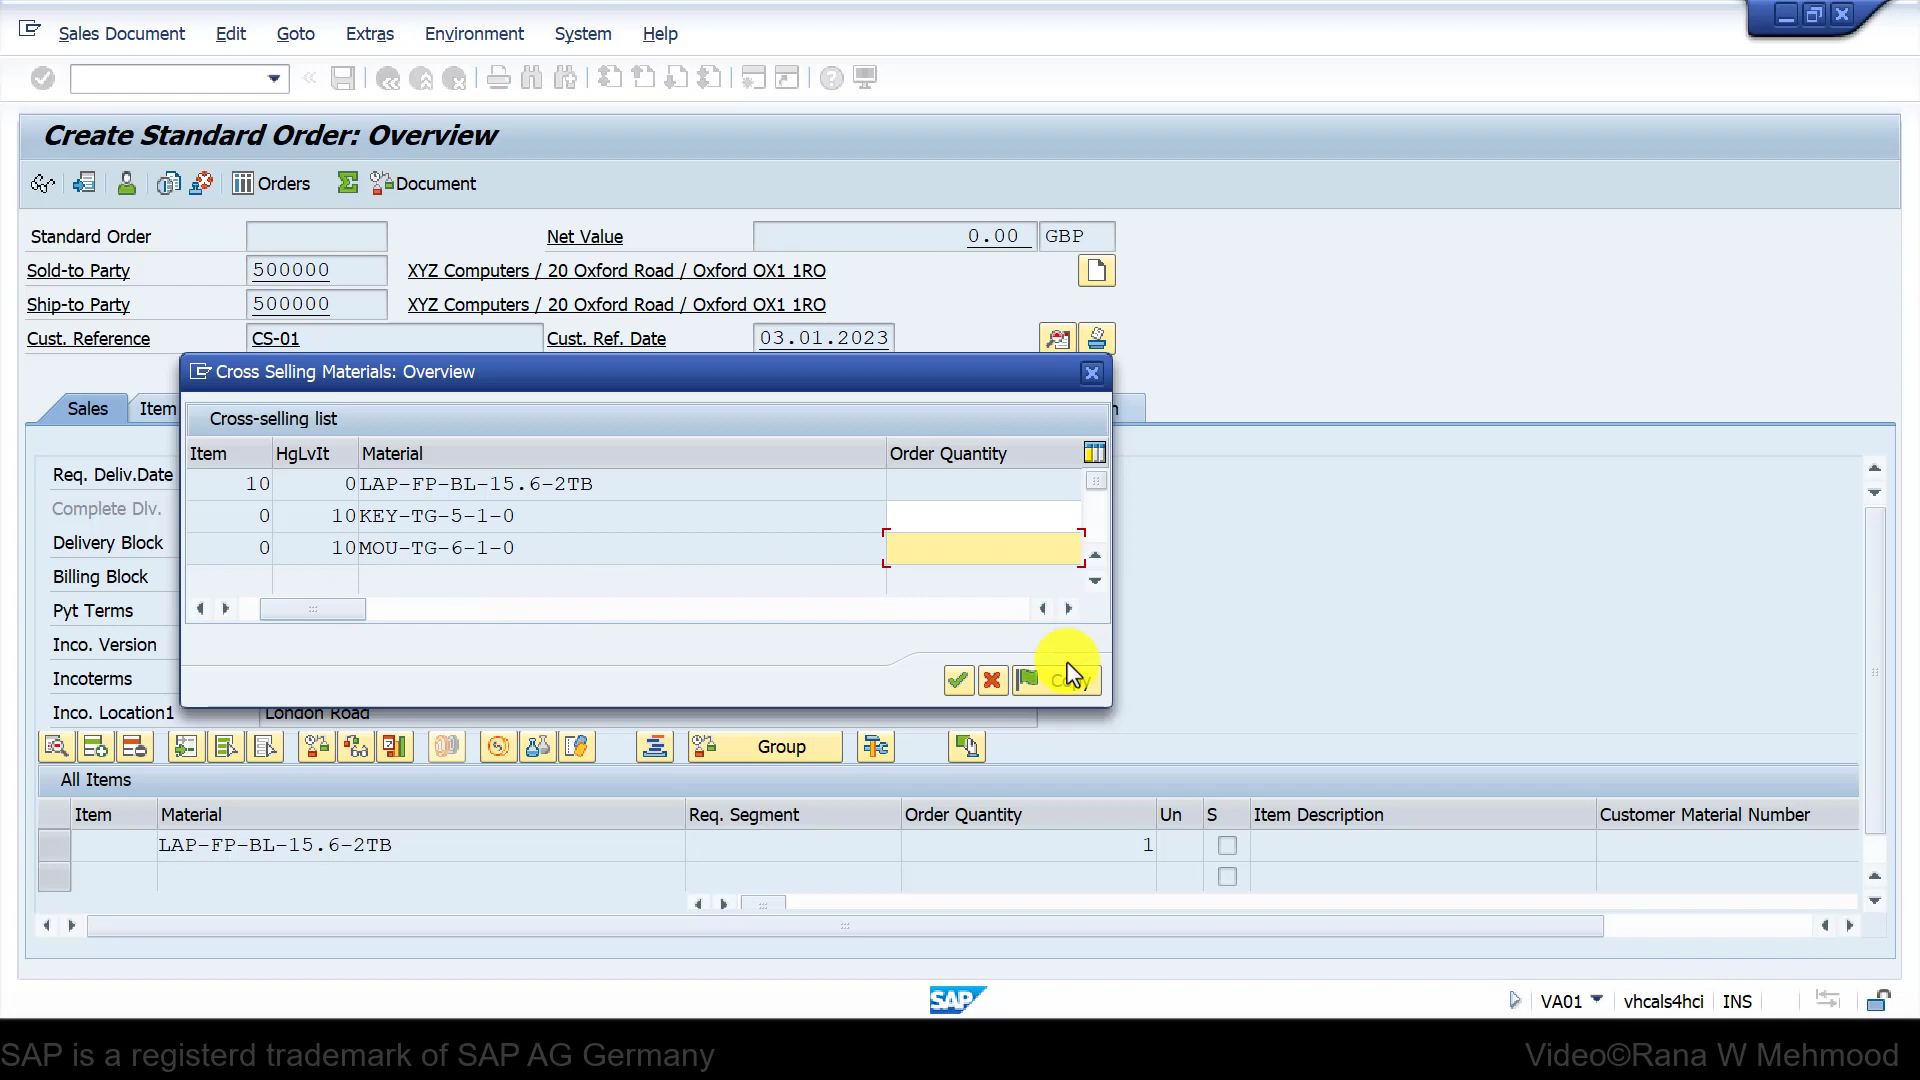 Sales Document Edit Goto Extras Environment System Help
Create Standard Order: Overview
Orders Document
Standard Order Net Value 0.00 GBP
Sold-to Party 500000 XYZ Computers / 20 Oxford Road / Oxford OX1 1RO
Ship-to Party 500000 XYZ Computers / 20 Oxford Road / Oxford OX1 1RO
Cust. Reference CS-01 Cust. Ref. Date 03.01.2023
Cross Selling Materials: Overview
Sales Item
Cross-selling list
Item HgLvIt Material Order Quantity
10 0 LAP-FP-BL-15.6-2TB
0 10 KEY-TG-5-1-0
0 10 MOU-TG-6-1-0
Copy
Req. Deliv.Date
Complete Dlv.
Delivery Block
Billing Block
Pyt Terms
Inco. Version
Incoterms
Inco. Location1 London Road
Group
All Items
Item Material Req. Segment Order Quantity Un S Item Description Customer Material Number
LAP-FP-BL-15.6-2TB 1
SAP VA01 vhcals4hci INS
SAP is a registerd trademark of SAP AG Germany Video©Rana W Mehmood